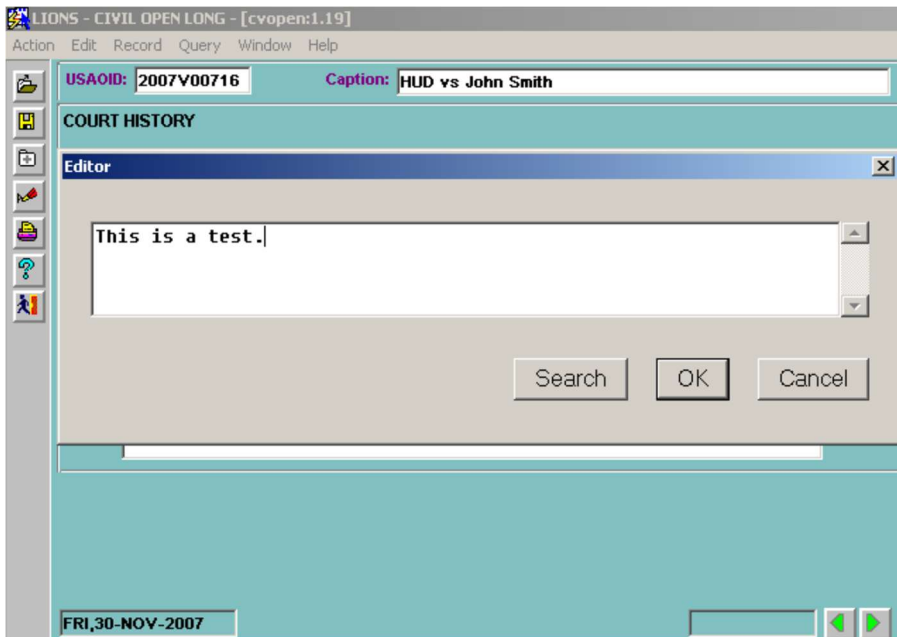 LIONS - CIVIL OPEN LONG - [cvopen:1.19]
Action Edit Record Query Window Help
USAOID: 2007V00716 Caption: HUD vs John Smith
COURT HISTORY
Editor
This is a test.
Search OK Cancel
FRI,30-NOV-2007